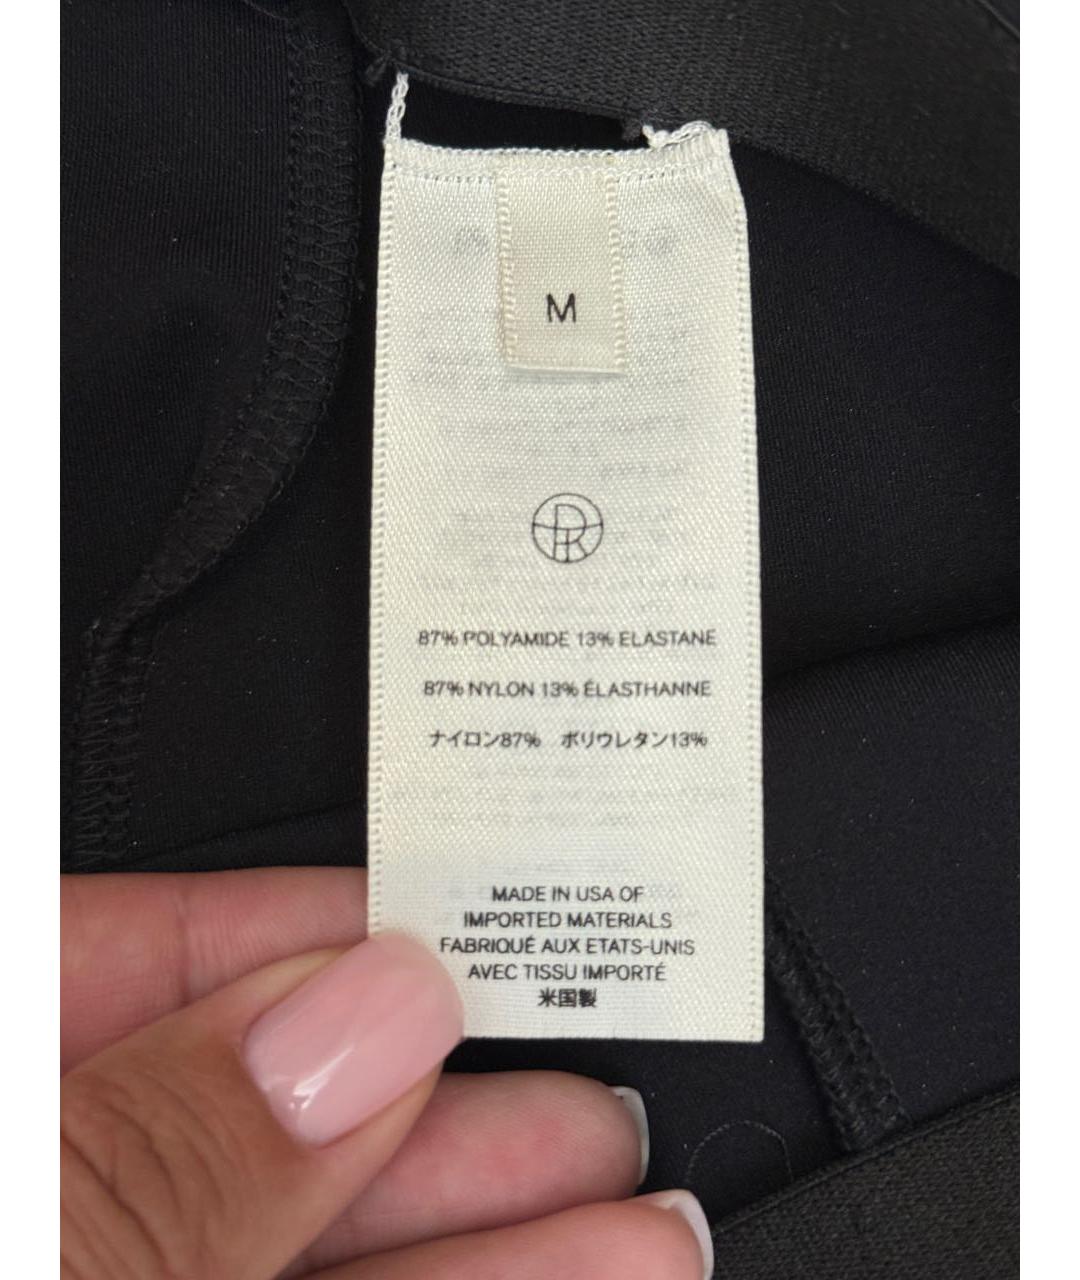 M
87% POLYAMIDE 13% ELASTANE
87% NYLON 13% ÉLASTHANNE
ナイロン87%　ポリウレタン13%
MADE IN USA OF
IMPORTED MATERIALS
FABRIQUÉ AUX ETATS-UNIS
AVEC TISSU IMPORTÉ
米国製